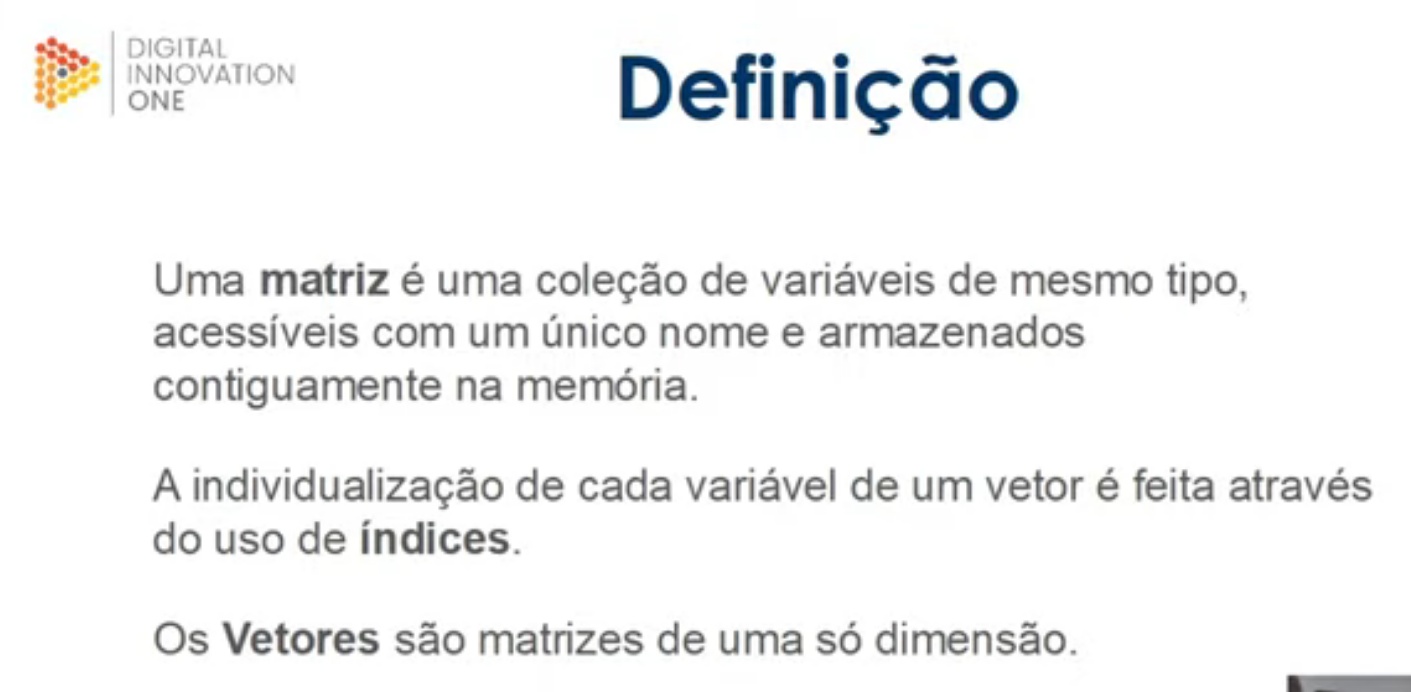 DIGITAL
INNOVATION
ONE
Definição
Uma matriz é uma coleção de variáveis de mesmo tipo,
acessíveis com um único nome e armazenados
contiguamente na memória.
A individualização de cada variável de um vetor é feita através
do uso de índices.
Os Vetores são matrizes de uma só dimensão.